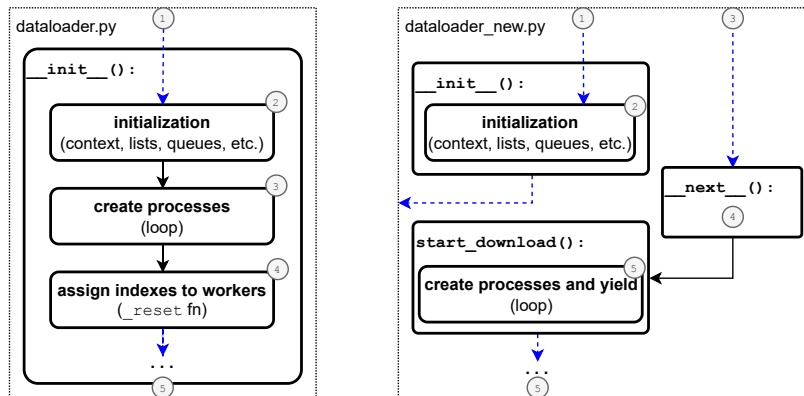 dataloader.py
1
__init__():
2
initialization
(context, lists, queues, etc.)
3
create processes
(loop)
4
assign indexes to workers
(_reset fn)
...
5
dataloader_new.py
1
3
__init__():
2
initialization
(context, lists, queues, etc.)
__next__():
4
start_download():
5
create processes and yield
(loop)
...
5